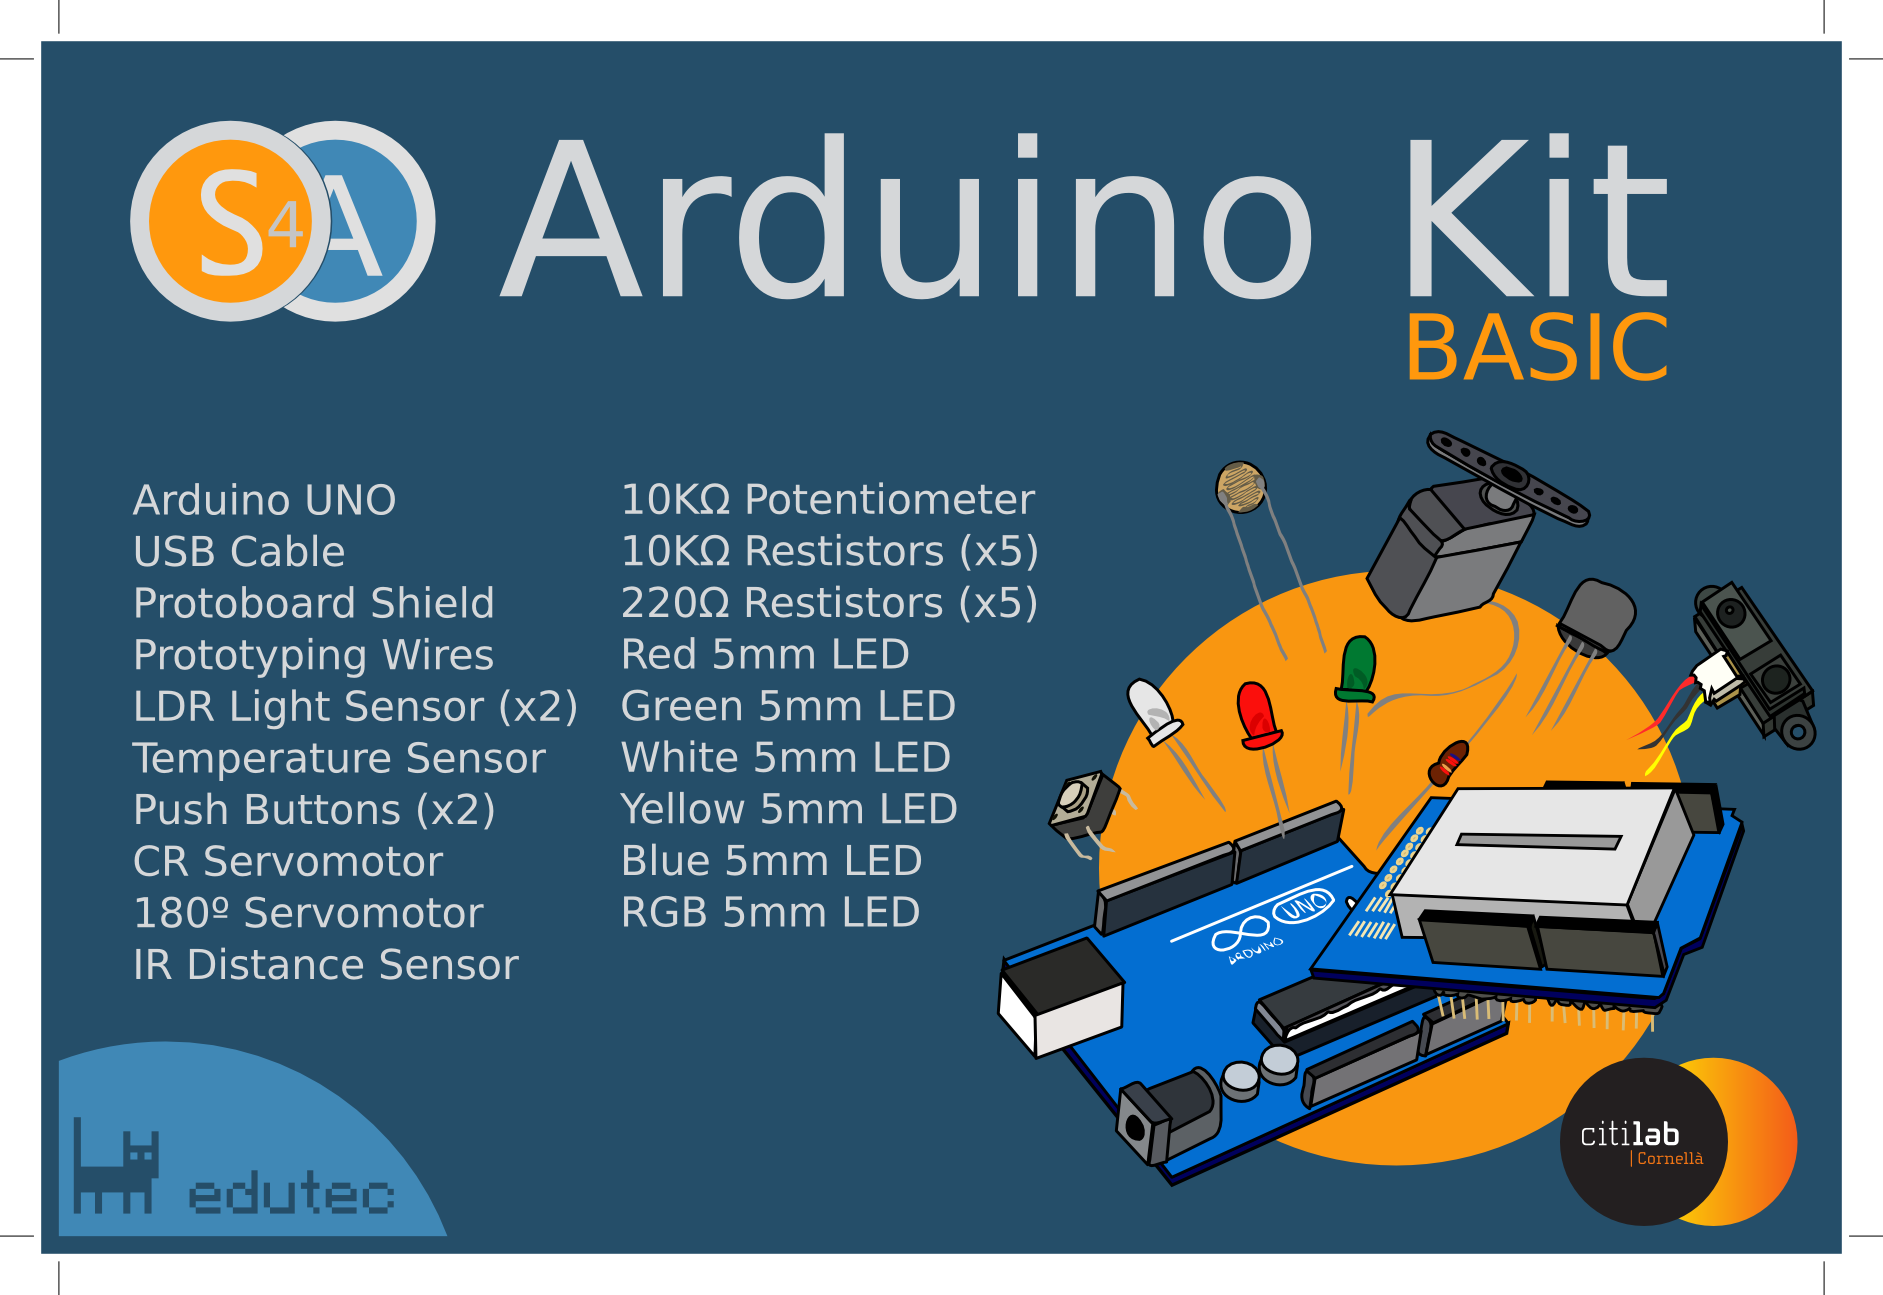 S4A Arduino Kit
BASIC
Arduino UNO
USB Cable
Protoboard Shield
Prototyping Wires
LDR Light Sensor (x2)
Temperature Sensor
Push Buttons (x2)
CR Servomotor
180º Servomotor
IR Distance Sensor
10KΩ Potentiometer
10KΩ Restistors (x5)
220Ω Restistors (x5)
Red 5mm LED
Green 5mm LED
White 5mm LED
Yellow 5mm LED
Blue 5mm LED
RGB 5mm LED
UNO
ARDUINO
edutec
citilab
Cornellà